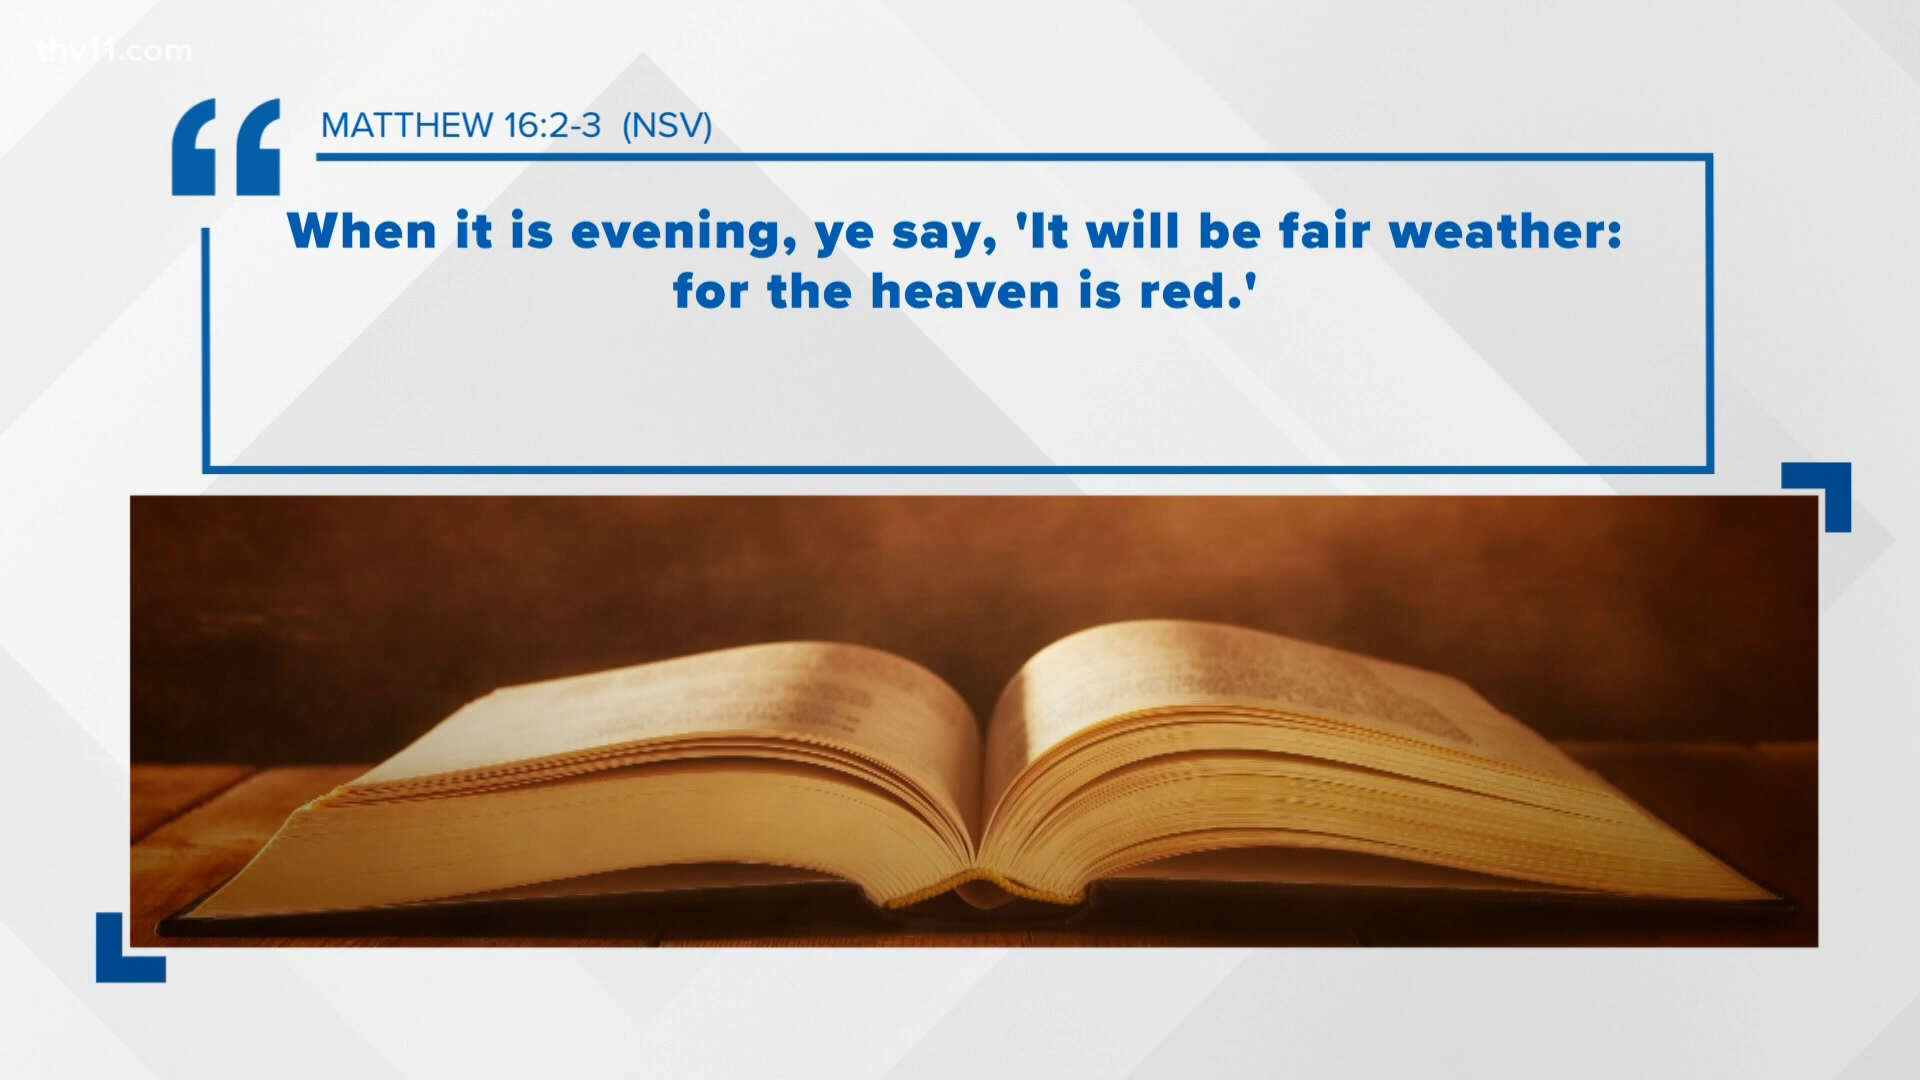 thv11.com
MATTHEW 16:2-3 (NSV)
When it is evening, ye say, 'It will be fair weather:
for the heaven is red.'